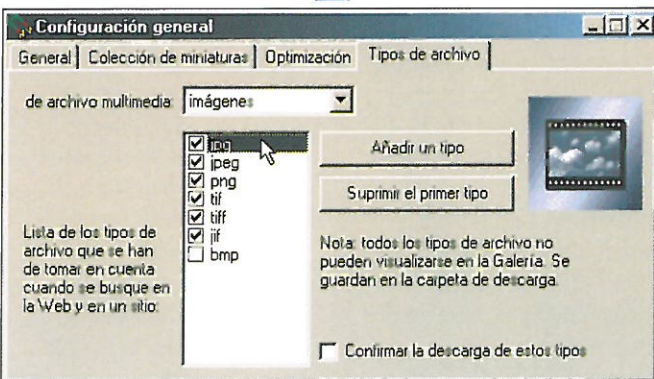 Configuración general
General
Colección de miniaturas
Optimización
Tipos de archivo
de archivo multimedia:
imágenes
jpg
jpeg
png
tif
tiff
jif
bmp
Añadir un tipo
Suprimir el primer tipo
Lista de los tipos de
archivo que se han
de tomar en cuenta
cuando se busque en
la Web y en un sitio:
Nota: todos los tipos de archivo no
pueden visualizarse en la Galería. Se
guardan en la carpeta de descarga.
Confirmar la descarga de estos tipos